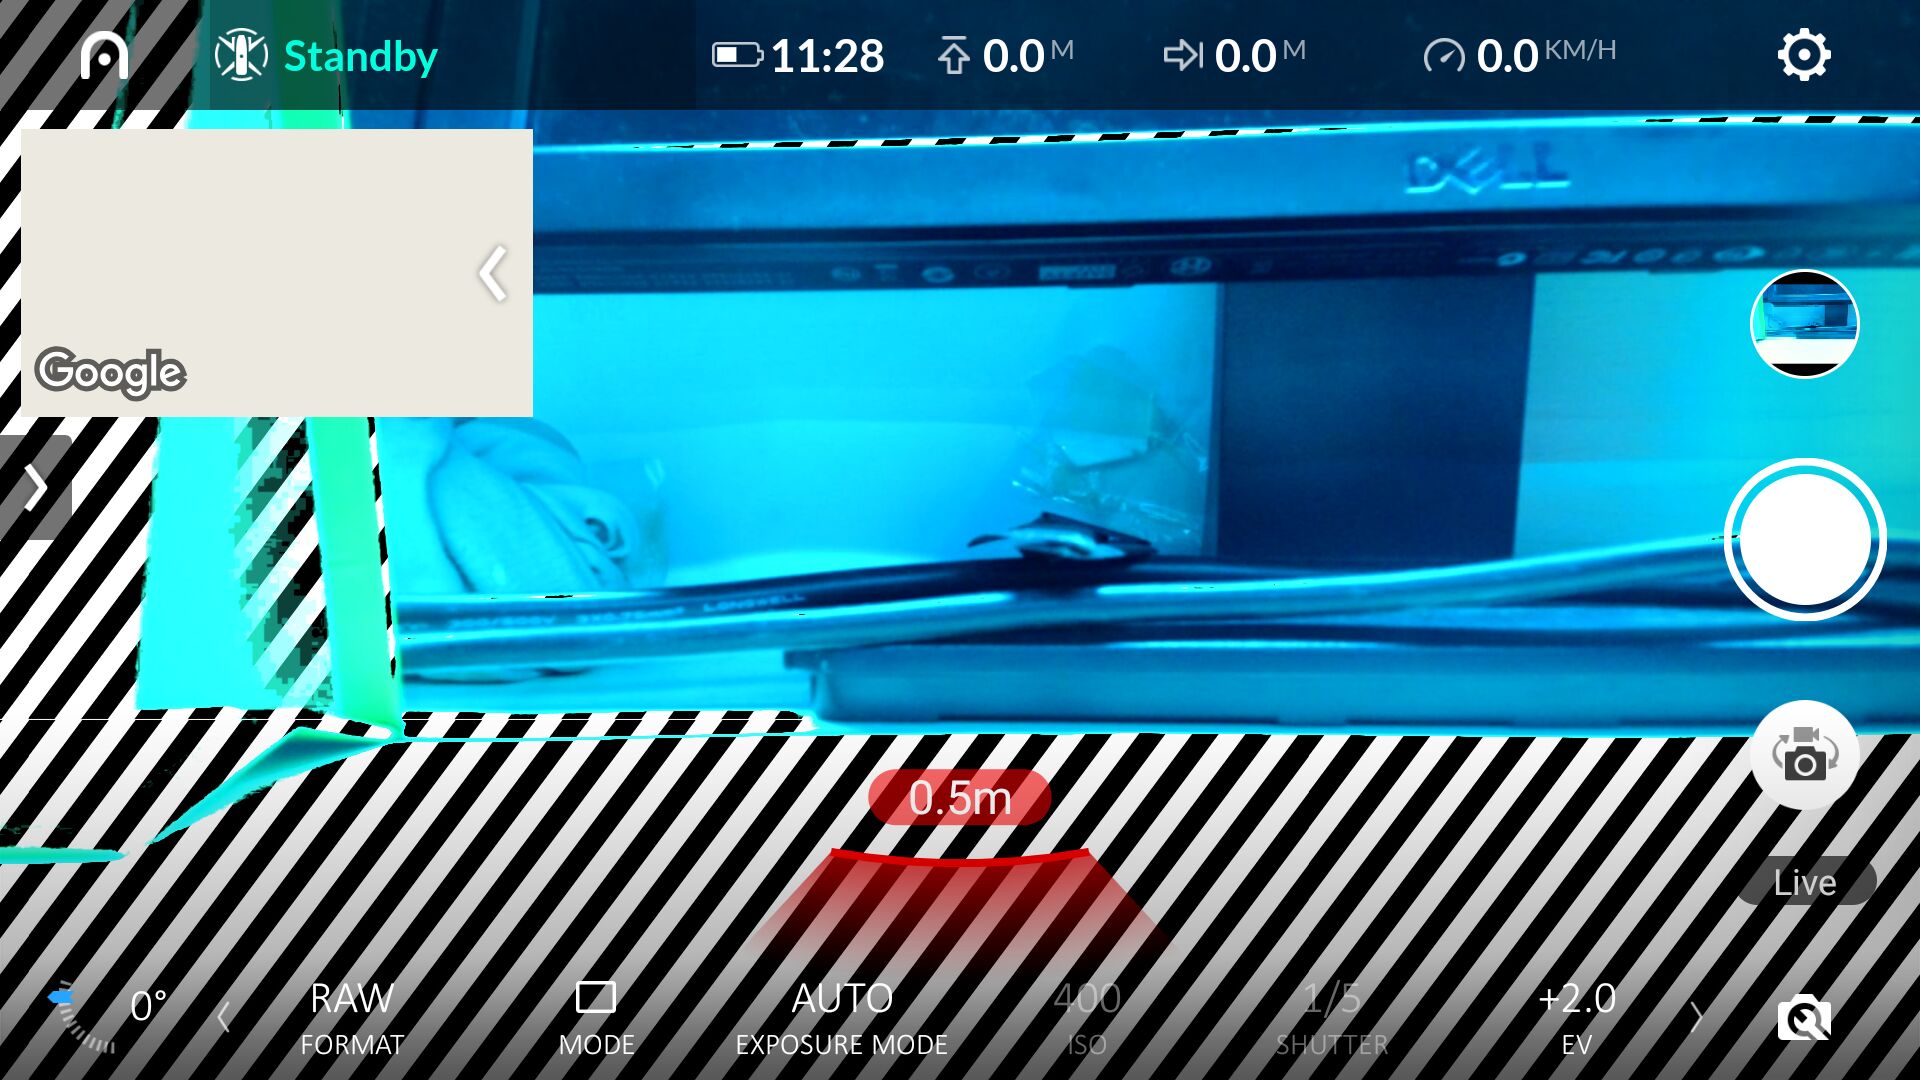 Standby
11:28
0.0 M
0.0 M
0.0 KM/H
DELL
Google
LONGWELL
0.5m
Live
0°
RAW
AUTO
400
1/5
+2.0
FORMAT
MODE
EXPOSURE MODE
ISO
SHUTTER
EV